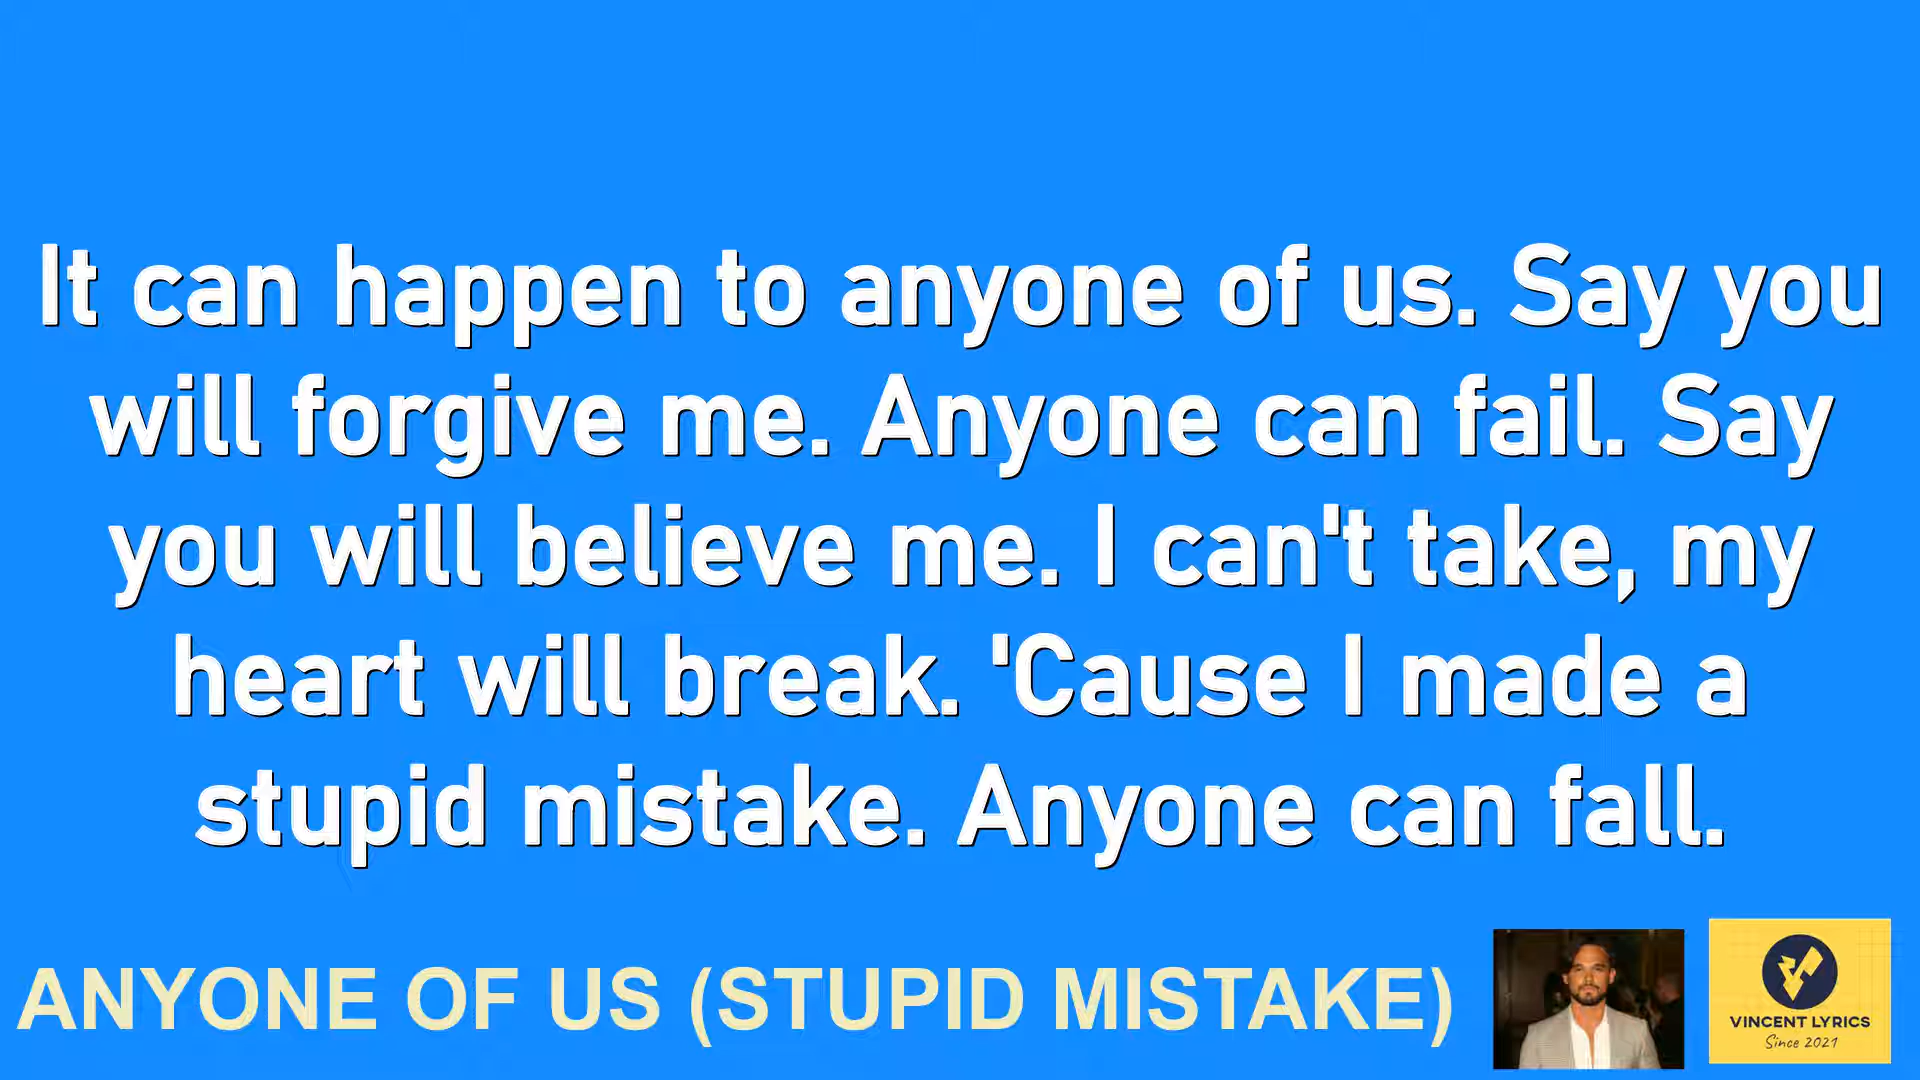 It can happen to anyone of us. Say you
will forgive me. Anyone can fail. Say
you will believe me. I can't take, my
heart will break. 'Cause I made a
stupid mistake. Anyone can fall.
ANYONE OF US (STUPID MISTAKE)
VINCENT LYRICS
Since 2021